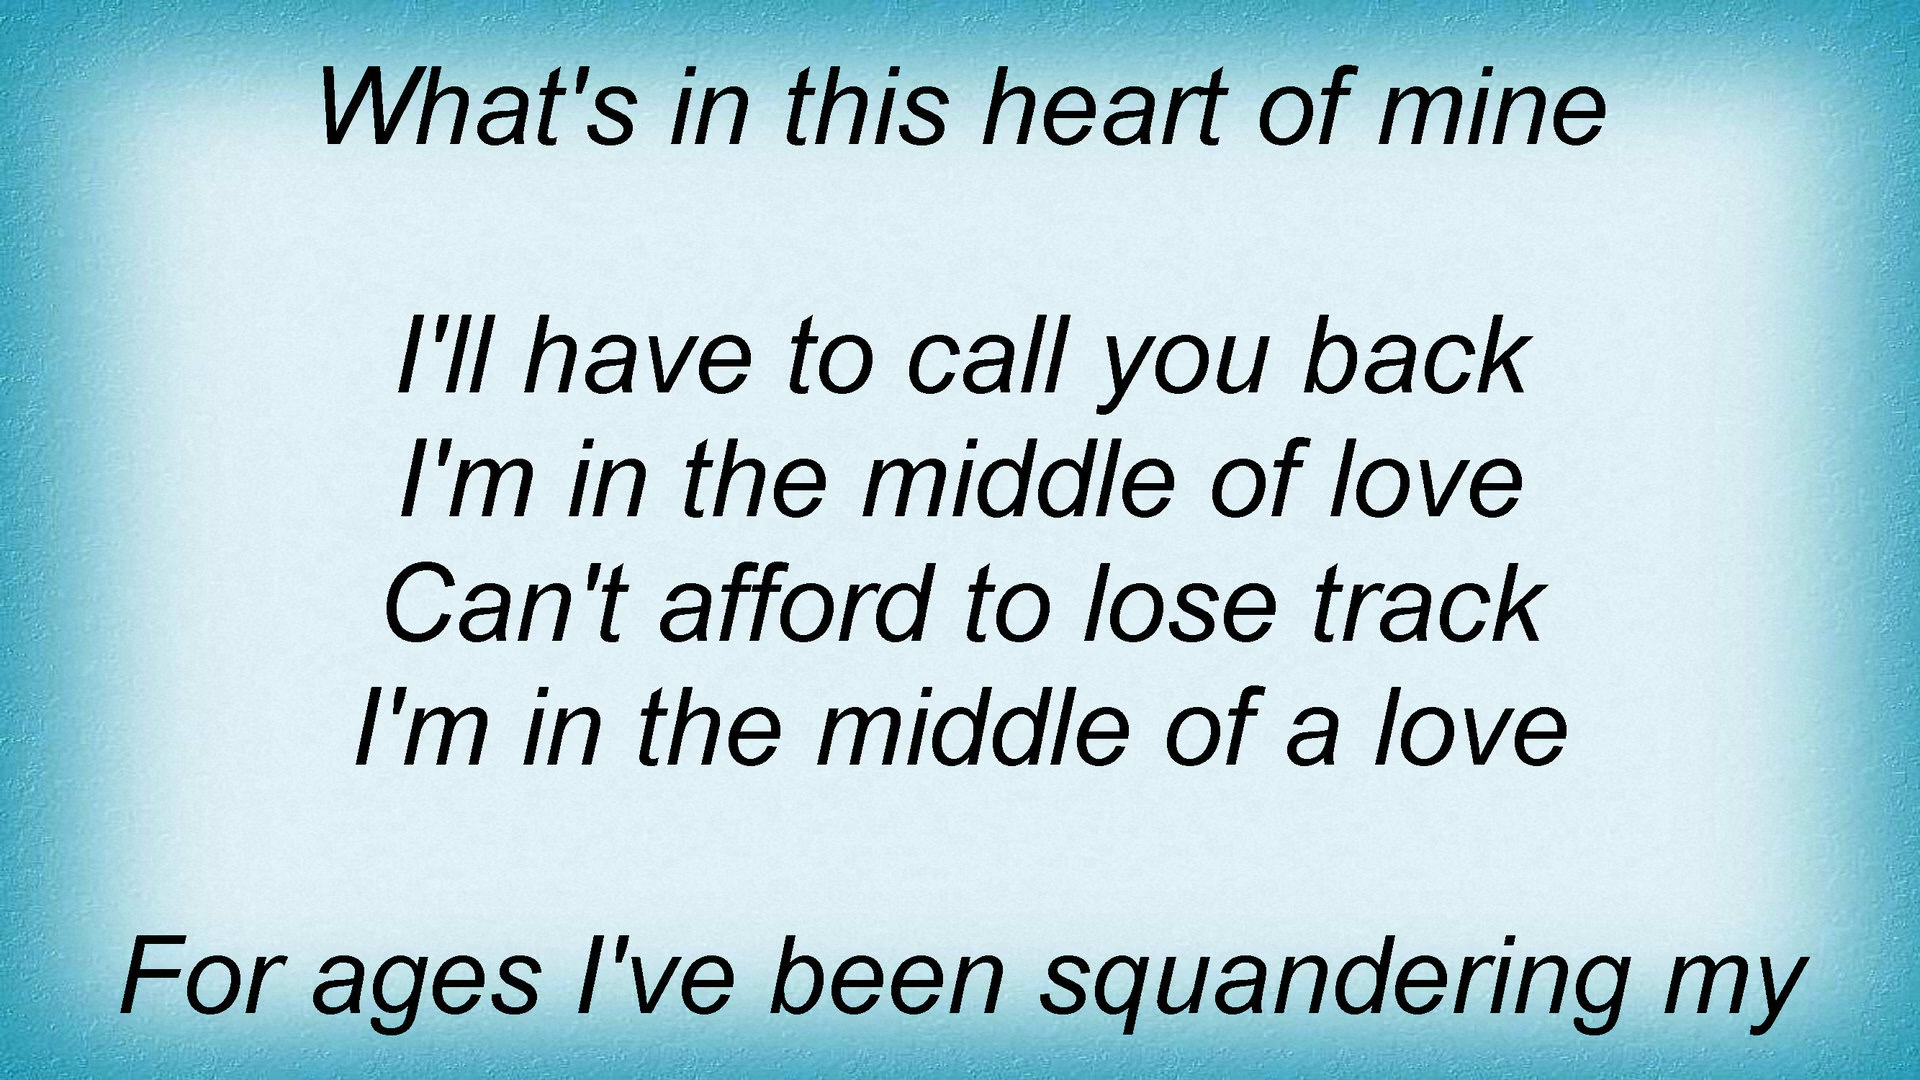 What's in this heart of mine
I'll have to call you back
I'm in the middle of love
Can't afford to lose track
I'm in the middle of a love
For ages I've been squandering my